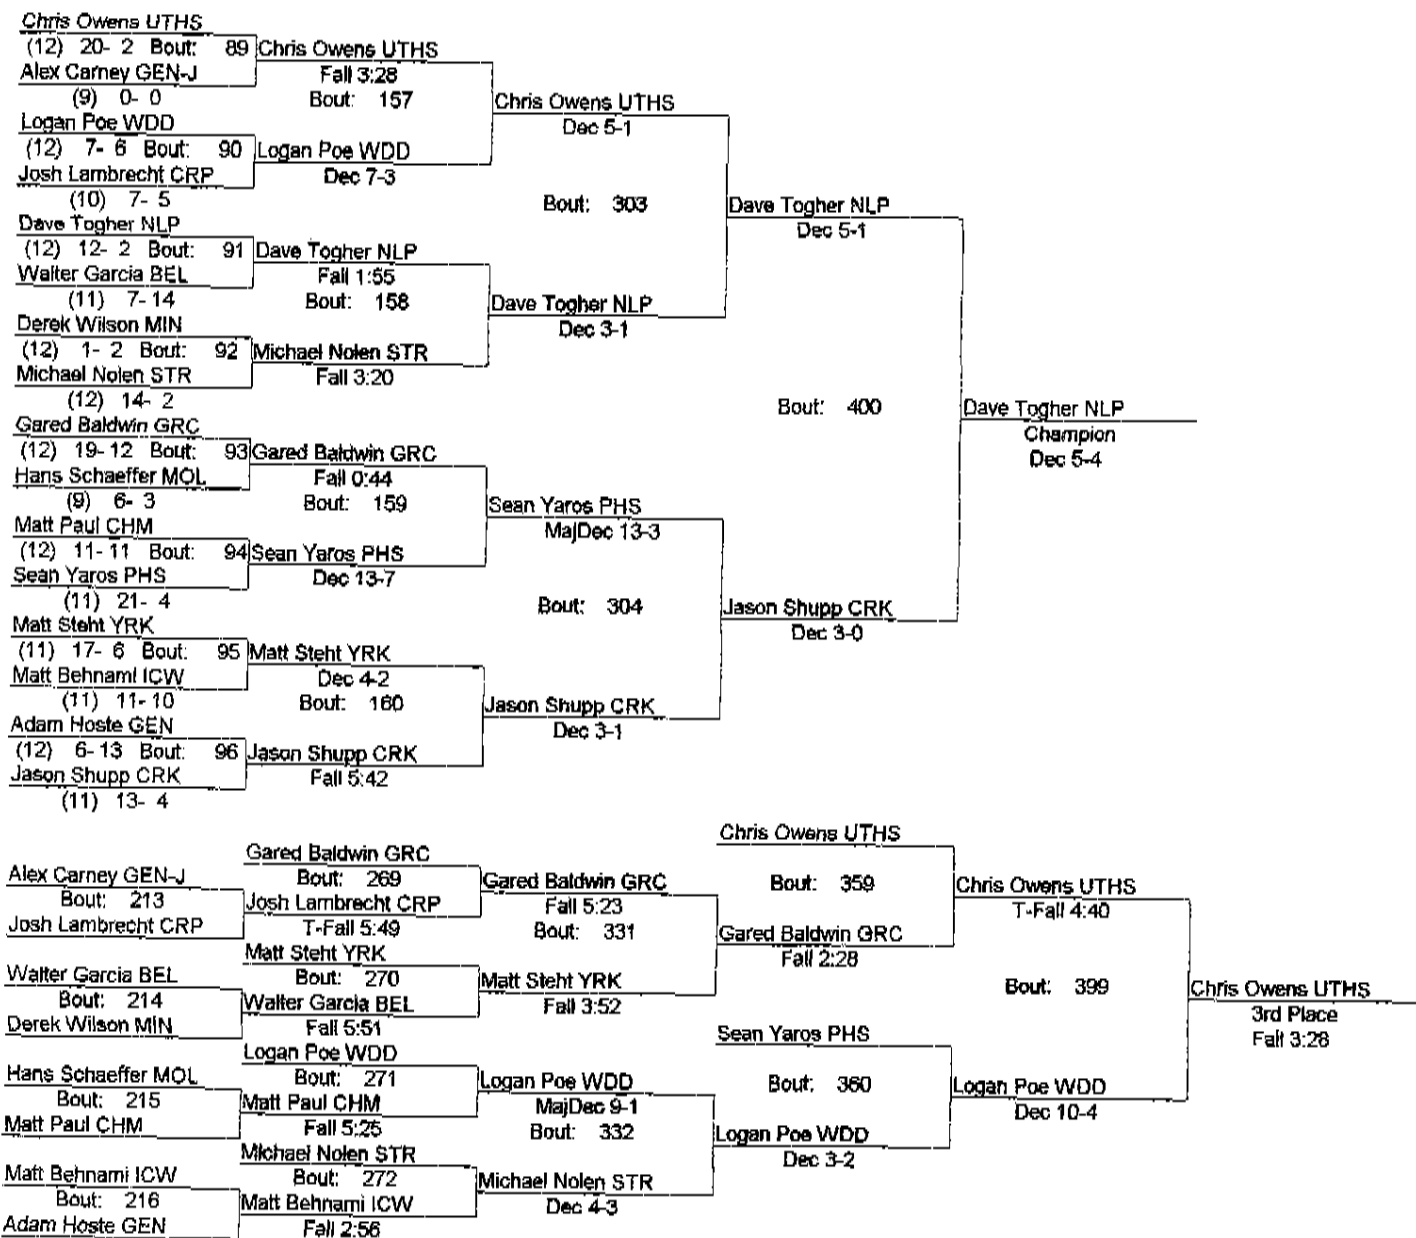 Chris Owens UTHS
(12) 20- 2 Bout: 89
Alex Carney GEN-J
(9) 0- 0
Logan Poe WDD
(12) 7- 6 Bout: 90
Josh Lambrecht CRP
(10) 7- 5
Dave Togher NLP
(12) 12- 2 Bout: 91
Walter Garcia BEL
(11) 7- 14
Derek Wilson MIN
(12) 1- 2 Bout: 92
Michael Nolen STR
(12) 14- 2
Gared Baldwin GRC
(12) 19- 12 Bout: 93
Hans Schaeffer MOL
(9) 6- 3
Matt Paul CHM
(12) 11- 11 Bout: 94
Sean Yaros PHS
(11) 21- 4
Matt Steht YRK
(11) 17- 6 Bout: 95
Matt Behnami ICW
(11) 11- 10
Adam Hoste GEN
(12) 6- 13 Bout: 96
Jason Shupp CRK
(11) 13- 4
Chris Owens UTHS
Fall 3:28
Bout: 157
Logan Poe WDD
Dec 7-3
Dave Togher NLP
Fall 1:55
Bout: 158
Michael Nolen STR
Fall 3:20
Gared Baldwin GRC
Fall 0:44
Bout: 159
Sean Yaros PHS
Dec 13-7
Matt Steht YRK
Dec 4-2
Bout: 160
Jason Shupp CRK
Fall 5:42
Chris Owens UTHS
Dec 5-1
Bout: 303
Dave Togher NLP
Dec 3-1
Sean Yaros PHS
MajDec 13-3
Bout: 304
Jason Shupp CRK
Dec 3-1
Dave Togher NLP
Dec 5-1
Bout: 400
Jason Shupp CRK
Dec 3-0
Dave Togher NLP
Champion
Dec 5-4
Alex Carney GEN-J
Bout: 213
Josh Lambrecht CRP
Walter Garcia BEL
Bout: 214
Derek Wilson MIN
Hans Schaeffer MOL
Bout: 215
Matt Paul CHM
Matt Behnami ICW
Bout: 216
Adam Hoste GEN
Gared Baldwin GRC
Bout: 269
Josh Lambrecht CRP
T-Fall 5:49
Matt Steht YRK
Bout: 270
Walter Garcia BEL
Fall 5:51
Logan Poe WDD
Bout: 271
Matt Paul CHM
Fall 5:25
Michael Nolen STR
Bout: 272
Matt Behnami ICW
Fall 2:56
Gared Baldwin GRC
Fall 5:23
Bout: 331
Matt Steht YRK
Fall 3:52
Logan Poe WDD
MajDec 9-1
Bout: 332
Michael Nolen STR
Dec 4-3
Chris Owens UTHS
Bout: 359
Gared Baldwin GRC
Fall 2:28
Sean Yaros PHS
Bout: 360
Logan Poe WDD
Dec 3-2
Chris Owens UTHS
T-Fall 4:40
Bout: 399
Logan Poe WDD
Dec 10-4
Chris Owens UTHS
3rd Place
Fall 3:28